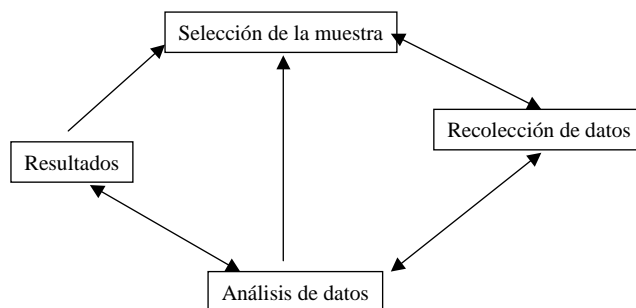 Selección de la muestra
Recolección de datos
Resultados
Análisis de datos